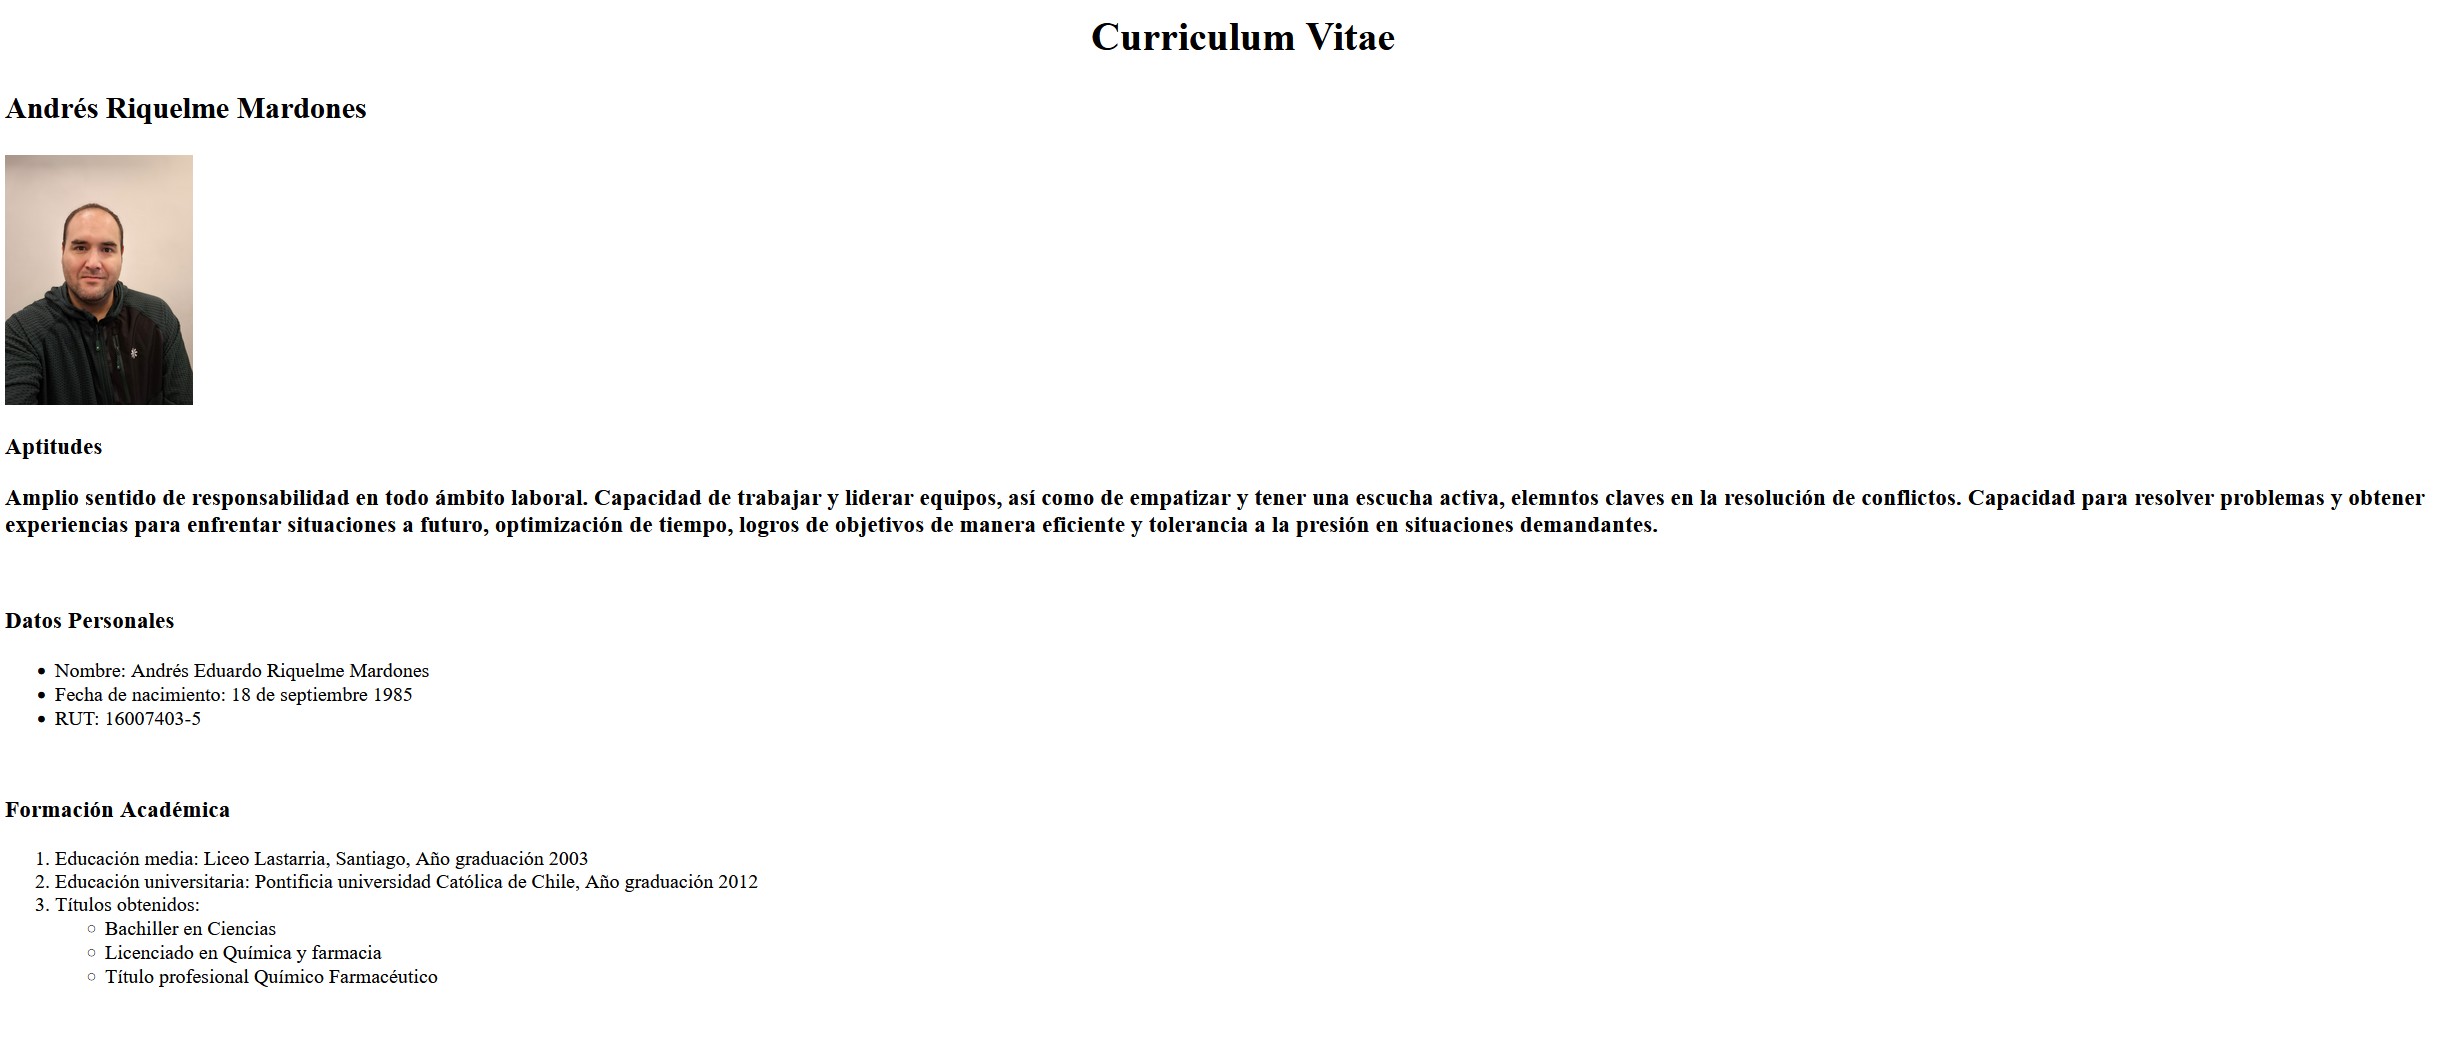 Curriculum Vitae
Andrés Riquelme Mardones
Aptitudes
Amplio sentido de responsabilidad en todo ámbito laboral. Capacidad de trabajar y liderar equipos, así como de empatizar y tener una escucha activa, elemntos claves en la resolución de conflictos. Capacidad para resolver problemas y obtener
experiencias para enfrentar situaciones a futuro, optimización de tiempo, logros de objetivos de manera eficiente y tolerancia a la presión en situaciones demandantes.
Datos Personales
• Nombre: Andrés Eduardo Riquelme Mardones
• Fecha de nacimiento: 18 de septiembre 1985
• RUT: 16007403-5
Formación Académica
1. Educación media: Liceo Lastarria, Santiago, Año graduación 2003
2. Educación universitaria: Pontificia universidad Católica de Chile, Año graduación 2012
3. Títulos obtenidos:
○ Bachiller en Ciencias
○ Licenciado en Química y farmacia
○ Título profesional Químico Farmacéutico